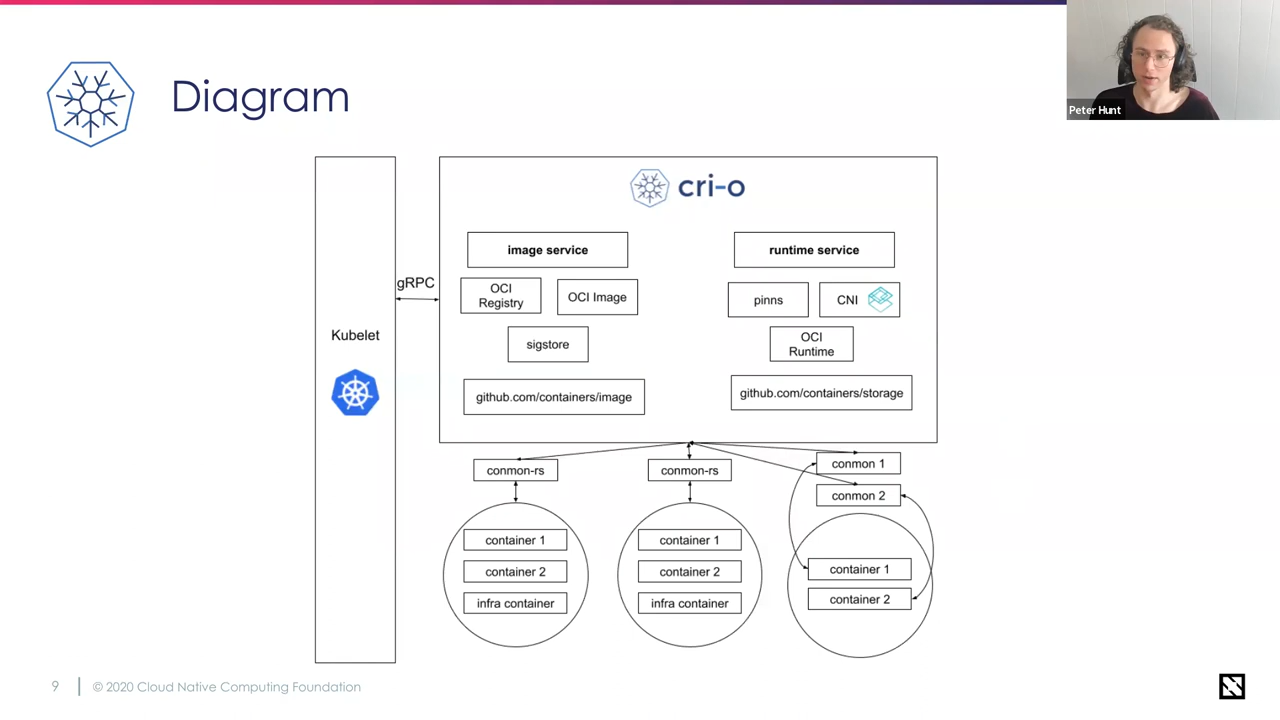 Peter Hunt
Diagram
cri-o
image service
runtime service
gRPC
OCI
Registry
OCI Image
pinns
CNI
sigstore
OCI
Runtime
Kubelet
github.com/containers/image
github.com/containers/storage
conmon-rs
conmon-rs
conmon 1
conmon 2
container 1
container 2
infra container
container 1
container 2
infra container
container 1
container 2
9
© 2020 Cloud Native Computing Foundation